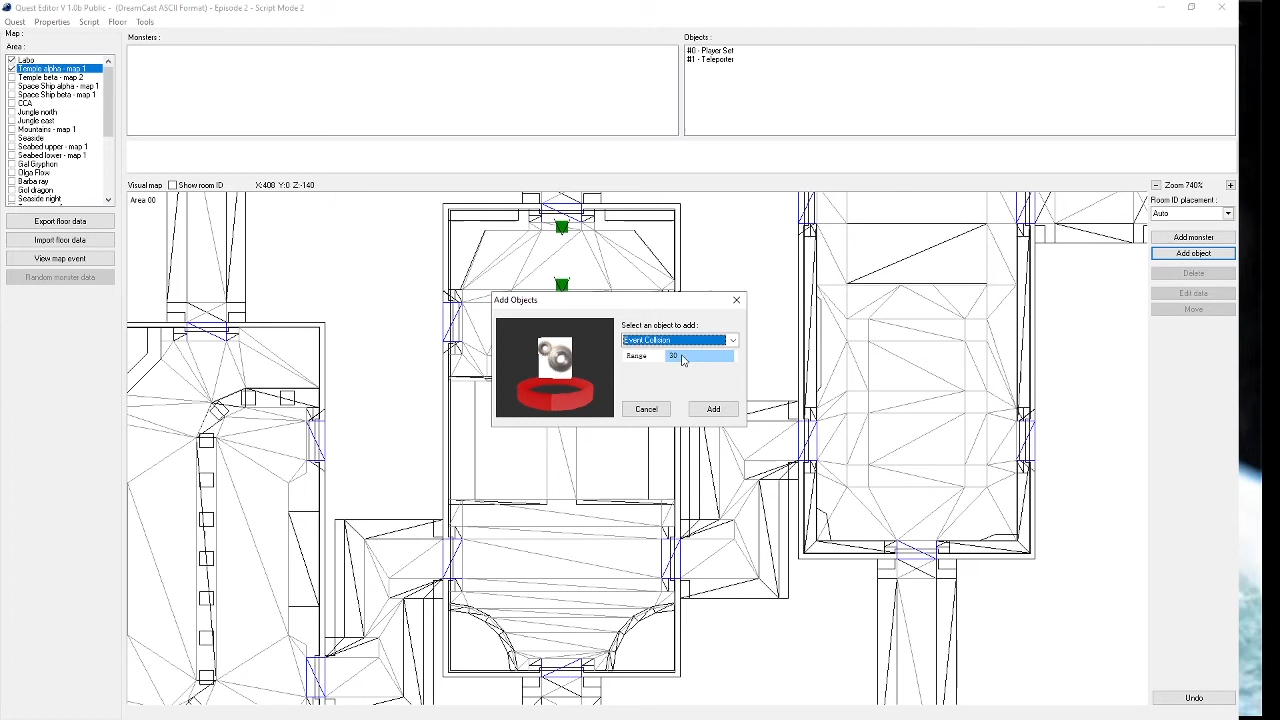 Quest Editor V 1.0b Public - (DreamCast ASCII Format) - Episode 2 - Script Mode 2
Quest Properties Script Floor Tools
Map :
Area :
Labo
Temple alpha - map 1
Temple beta - map 2
Space Ship alpha - map 1
Space Ship beta - map 1
CCA
Jungle north
Jungle east
Mountains - map 1
Seaside
Seabed upper - map 1
Seabed lower - map 1
Gal Gryphon
Olga Flow
Barba ray
Gol dragon
Seaside night
Export floor data
Import floor data
View map event
Random monster data
Monsters :
Objects :
#0 - Player Set
#1 - Teleporter
Visual map
Show room ID
X:408 Y:0 Z:-140
Area 00
Zoom 740%
- +
Room ID placement :
Auto
Add monster
Add object
Delete
Edit data
Move
Undo
Add Objects
Select an object to add :
Event Collision
Range 30
Cancel
Add